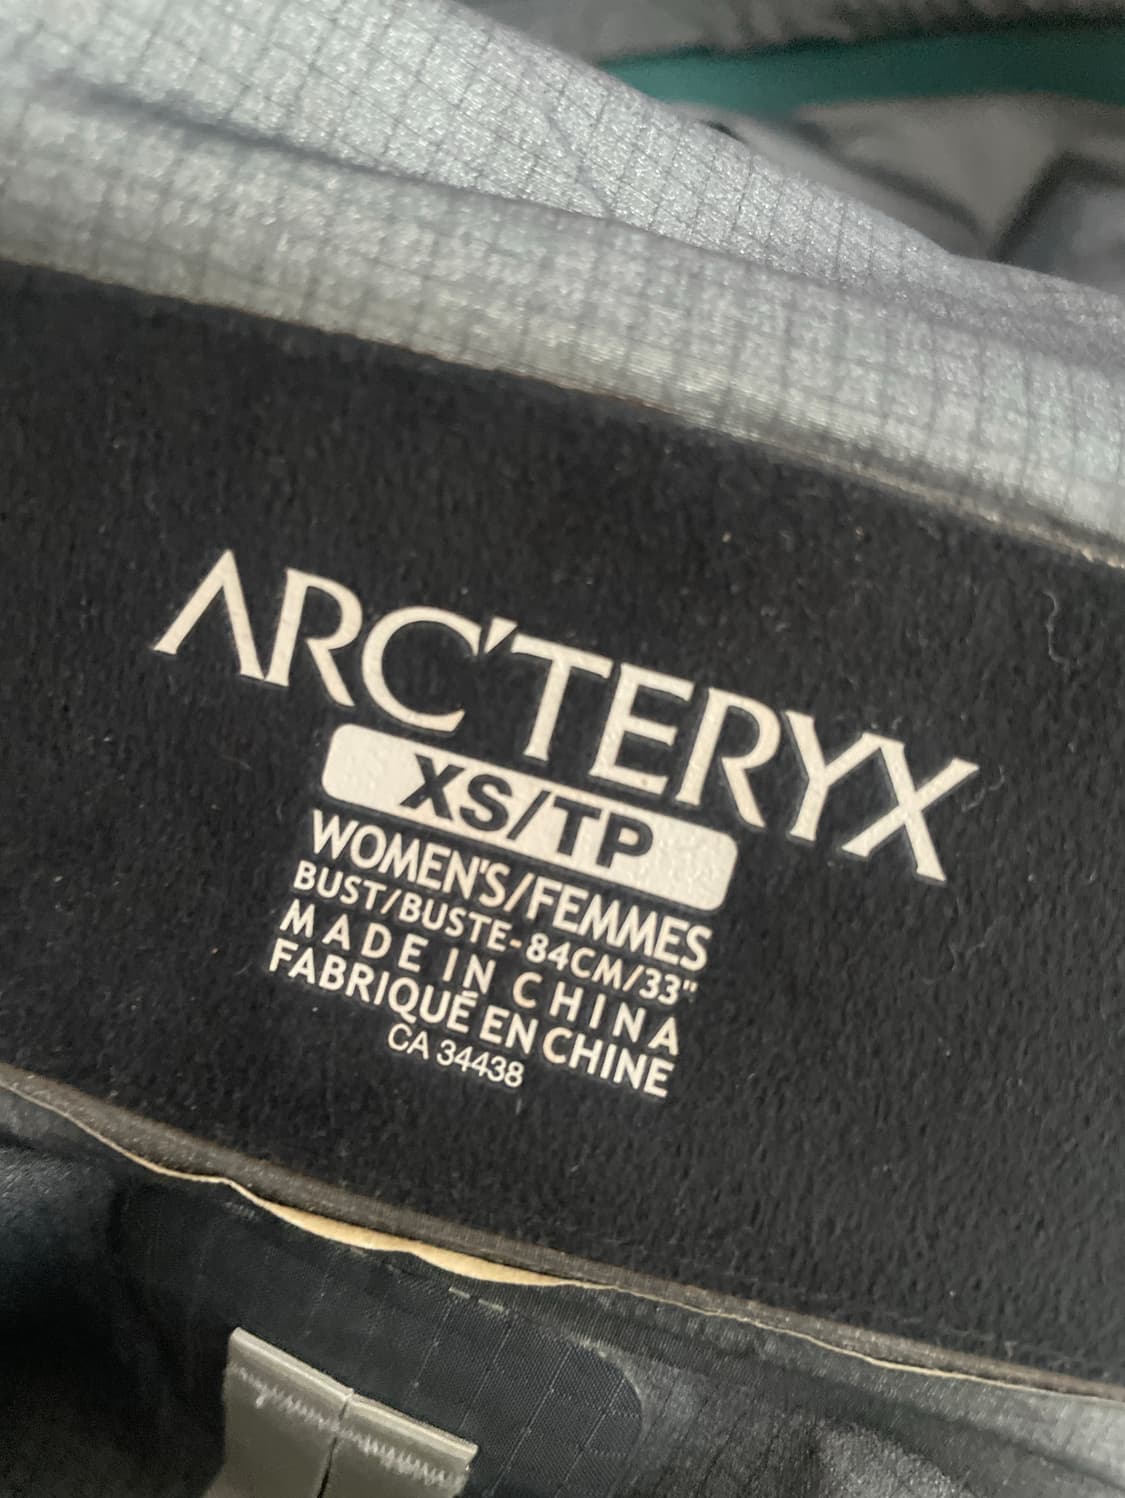 ARC'TERYX
XS/TP
WOMEN'S/FEMMES
BUST/BUSTE-84CM/33"
MADE IN CHINA
FABRIQUÉ EN CHINE
CA 34438